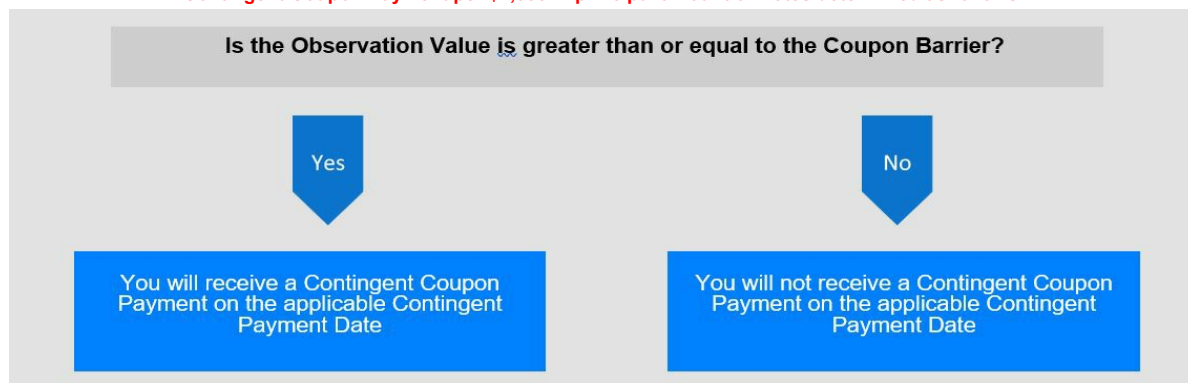 Is the Observation Value is greater than or equal to the Coupon Barrier?
Yes
No
You will receive a Contingent Coupon
Payment on the applicable Contingent
Payment Date
You will not receive a Contingent Coupon
Payment on the applicable Contingent
Payment Date